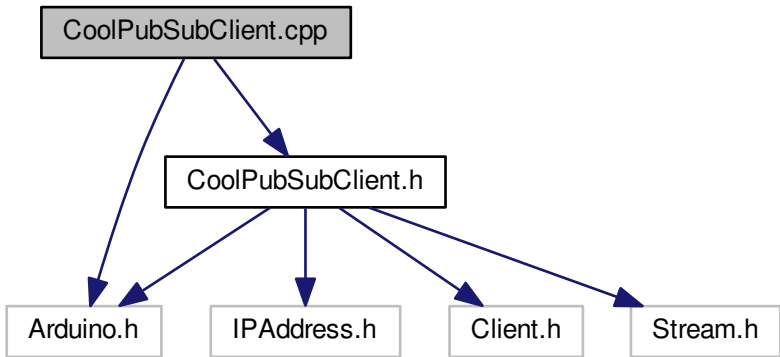 CoolPubSubClient.cpp
CoolPubSubClient.h
Arduino.h
IPAddress.h
Client.h
Stream.h